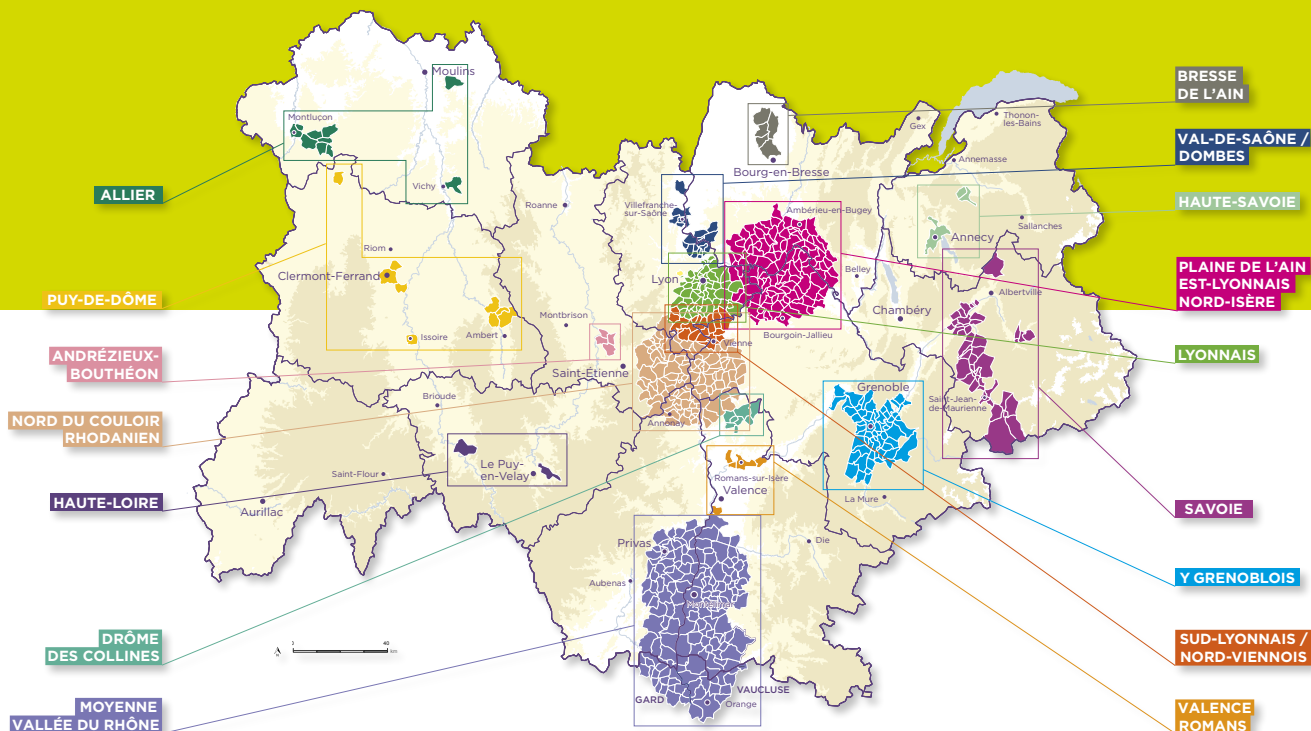 ALLIER
PUY-DE-DÔME
ANDRÉZIEUX-
BOUTHÉON
NORD DU COULOIR
RHODANIEN
HAUTE-LOIRE
DRÔME
DES COLLINES
MOYENNE
VALLÉE DU RHÔNE
Moulins
Montluçon
Vichy
Riom
Clermont-Ferrand
Issoire
Ambert
Roanne
Montbrison
Saint-Étienne
Brioude
Le Puy-
en-Velay
Saint-Flour
Aurillac
Villefranche-
sur-Saône
Lyon
Vienne
Annonay
Bourg-en-Bresse
Ambérieu-en-Bugey
Belley
Bourgoin-Jallieu
Gex
Thonon-
les-Bains
Annemasse
Annecy
Sallanches
Albertville
Chambéry
Saint-Jean-
de-Maurienne
Grenoble
La Mure
Romans-sur-Isère
Valence
Die
Privas
Aubenas
Montélimar
GARD
VAUCLUSE
Orange
40
km
BRESSE
DE L'AIN
VAL-DE-SAÔNE /
DOMBES
HAUTE-SAVOIE
PLAINE DE L'AIN
EST-LYONNAIS
NORD-ISÈRE
LYONNAIS
SAVOIE
Y GRENOBLOIS
SUD-LYONNAIS /
NORD-VIENNOIS
VALENCE
ROMANS